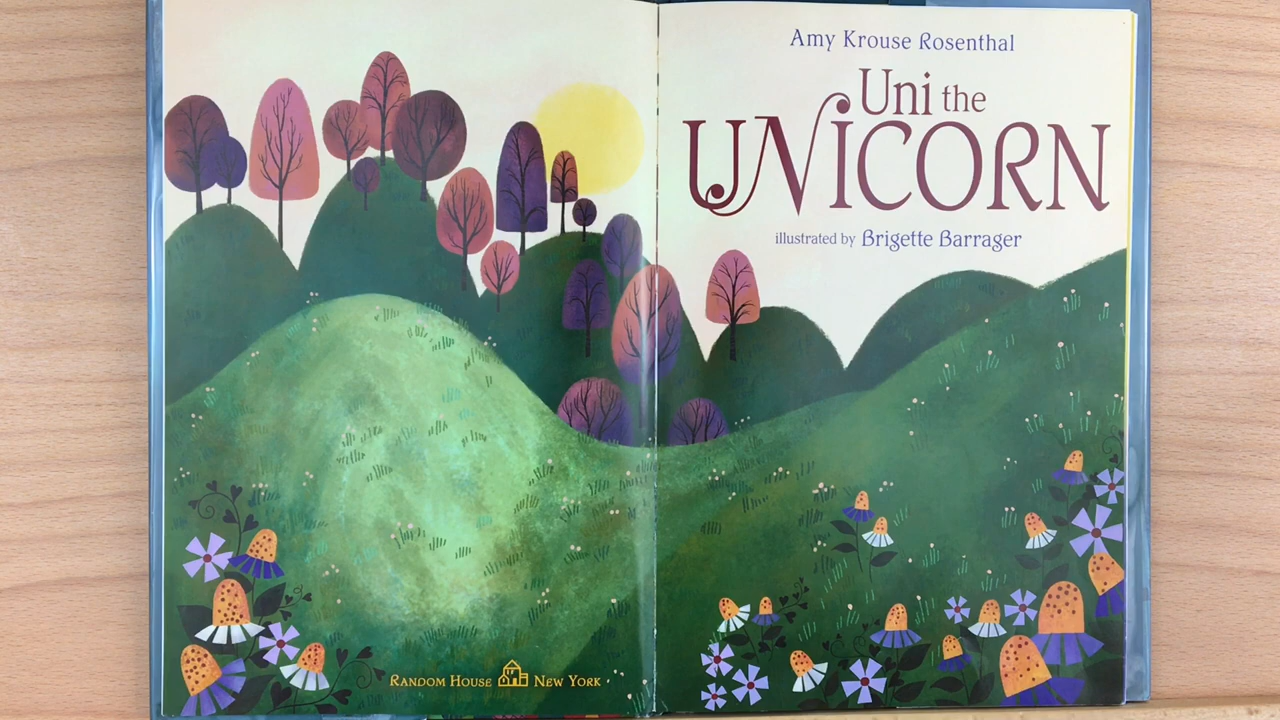 Amy Krouse Rosenthal
Uni the
UNICORN
illustrated by Brigette Barrager
RANDOM HOUSE NEW YORK